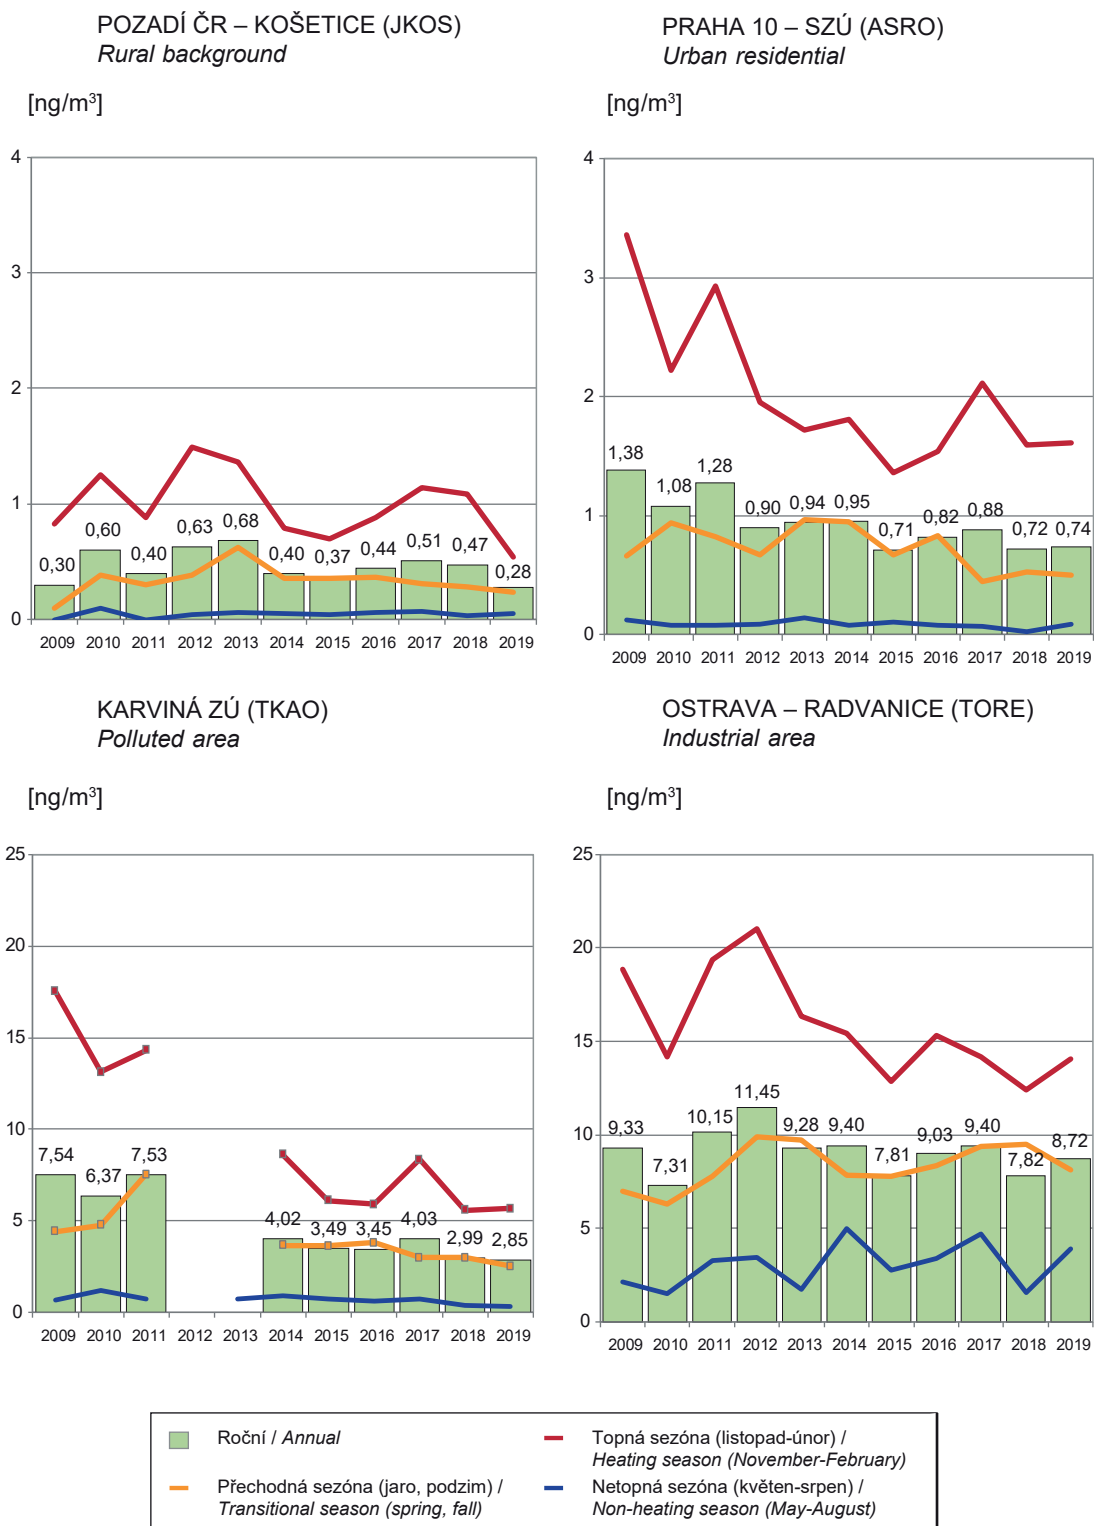 POZADÍ ČR – KOŠETICE (JKOS)
Rural background
[ng/m³]
4
3
2
1
0
0,30
0,60
0,40
0,63
0,68
0,40
0,37
0,44
0,51
0,47
0,28
2009 2010 2011 2012 2013 2014 2015 2016 2017 2018 2019
PRAHA 10 – SZÚ (ASRO)
Urban residential
[ng/m³]
4
3
2
1
0
1,38
1,08
1,28
0,90
0,94
0,95
0,71
0,82
0,88
0,72
0,74
2009 2010 2011 2012 2013 2014 2015 2016 2017 2018 2019
KARVINÁ ZÚ (TKAO)
Polluted area
[ng/m³]
25
20
15
10
5
0
7,54
6,37
7,53
4,02
3,49
3,45
4,03
2,99
2,85
2009 2010 2011 2012 2013 2014 2015 2016 2017 2018 2019
OSTRAVA – RADVANICE (TORE)
Industrial area
[ng/m³]
25
20
15
10
5
0
9,33
7,31
10,15
11,45
9,28
9,40
7,81
9,03
9,40
7,82
8,72
2009 2010 2011 2012 2013 2014 2015 2016 2017 2018 2019
Roční / Annual
Topná sezóna (listopad-únor) /
Heating season (November-February)
Přechodná sezóna (jaro, podzim) /
Transitional season (spring, fall)
Netopná sezóna (květen-srpen) /
Non-heating season (May-August)